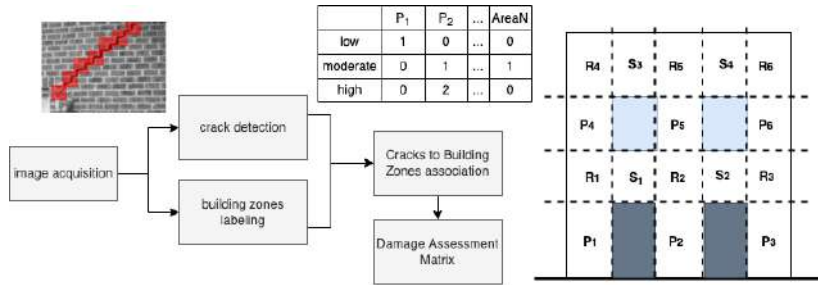 P1 P2 ... AreaN
low 1 0 ... 0
moderate 0 1 ... 1
high 0 2 ... 0
image acquisition
crack detection
building zones
labeling
Cracks to Building
Zones association
Damage Assessment
Matrix
R4 S3 R5 S4 R6
P4 P5 P6
R1 S1 R2 S2 R3
P1 P2 P3